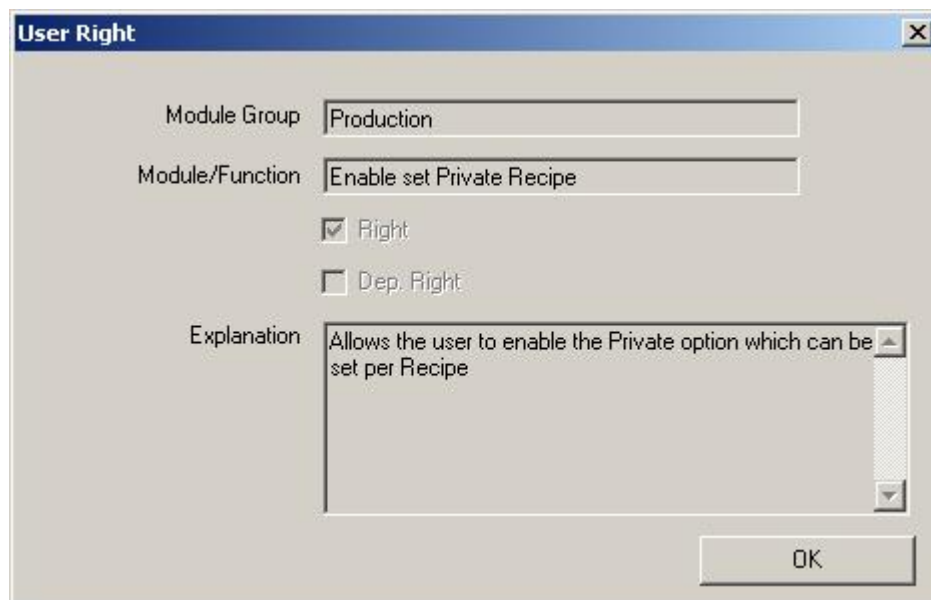 User Right
Module Group Production
Module/Function Enable set Private Recipe
Right
Dep. Right
Explanation Allows the user to enable the Private option which can be
set per Recipe
OK